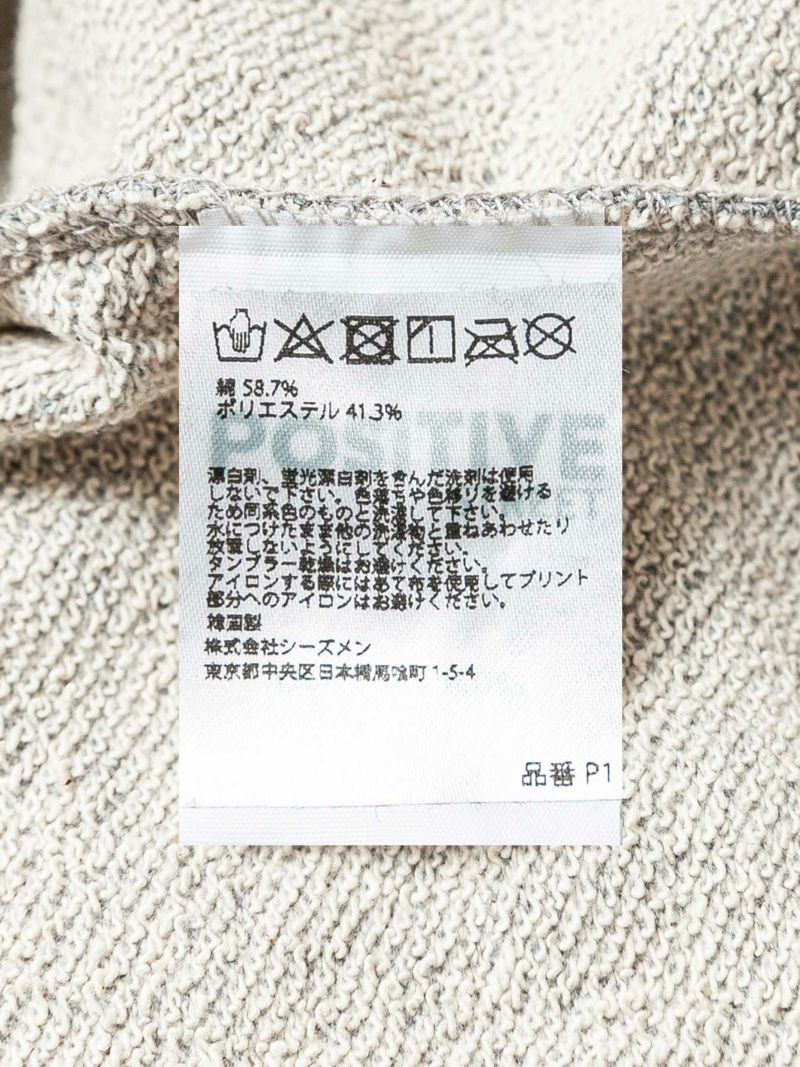 綿 58.7%
ポリエステル 41.3%
POSITIVE
漂白剤、蛍光漂白剤を含んだ洗剤は使用
しないで下さい。色落ちや色移りを避ける
ため同系色のものと洗濯して下さい。
水につけたまま他の洗濯物と重ねあわせたり
放置しないようにしてください。
タンブラー乾燥はお避けください。
アイロンする際にはあて布を使用してプリント
部分へのアイロンはお避けください。
韓国製
株式会社シーズメン
東京都中央区日本橋馬喰町 1-5-4
品番 P1